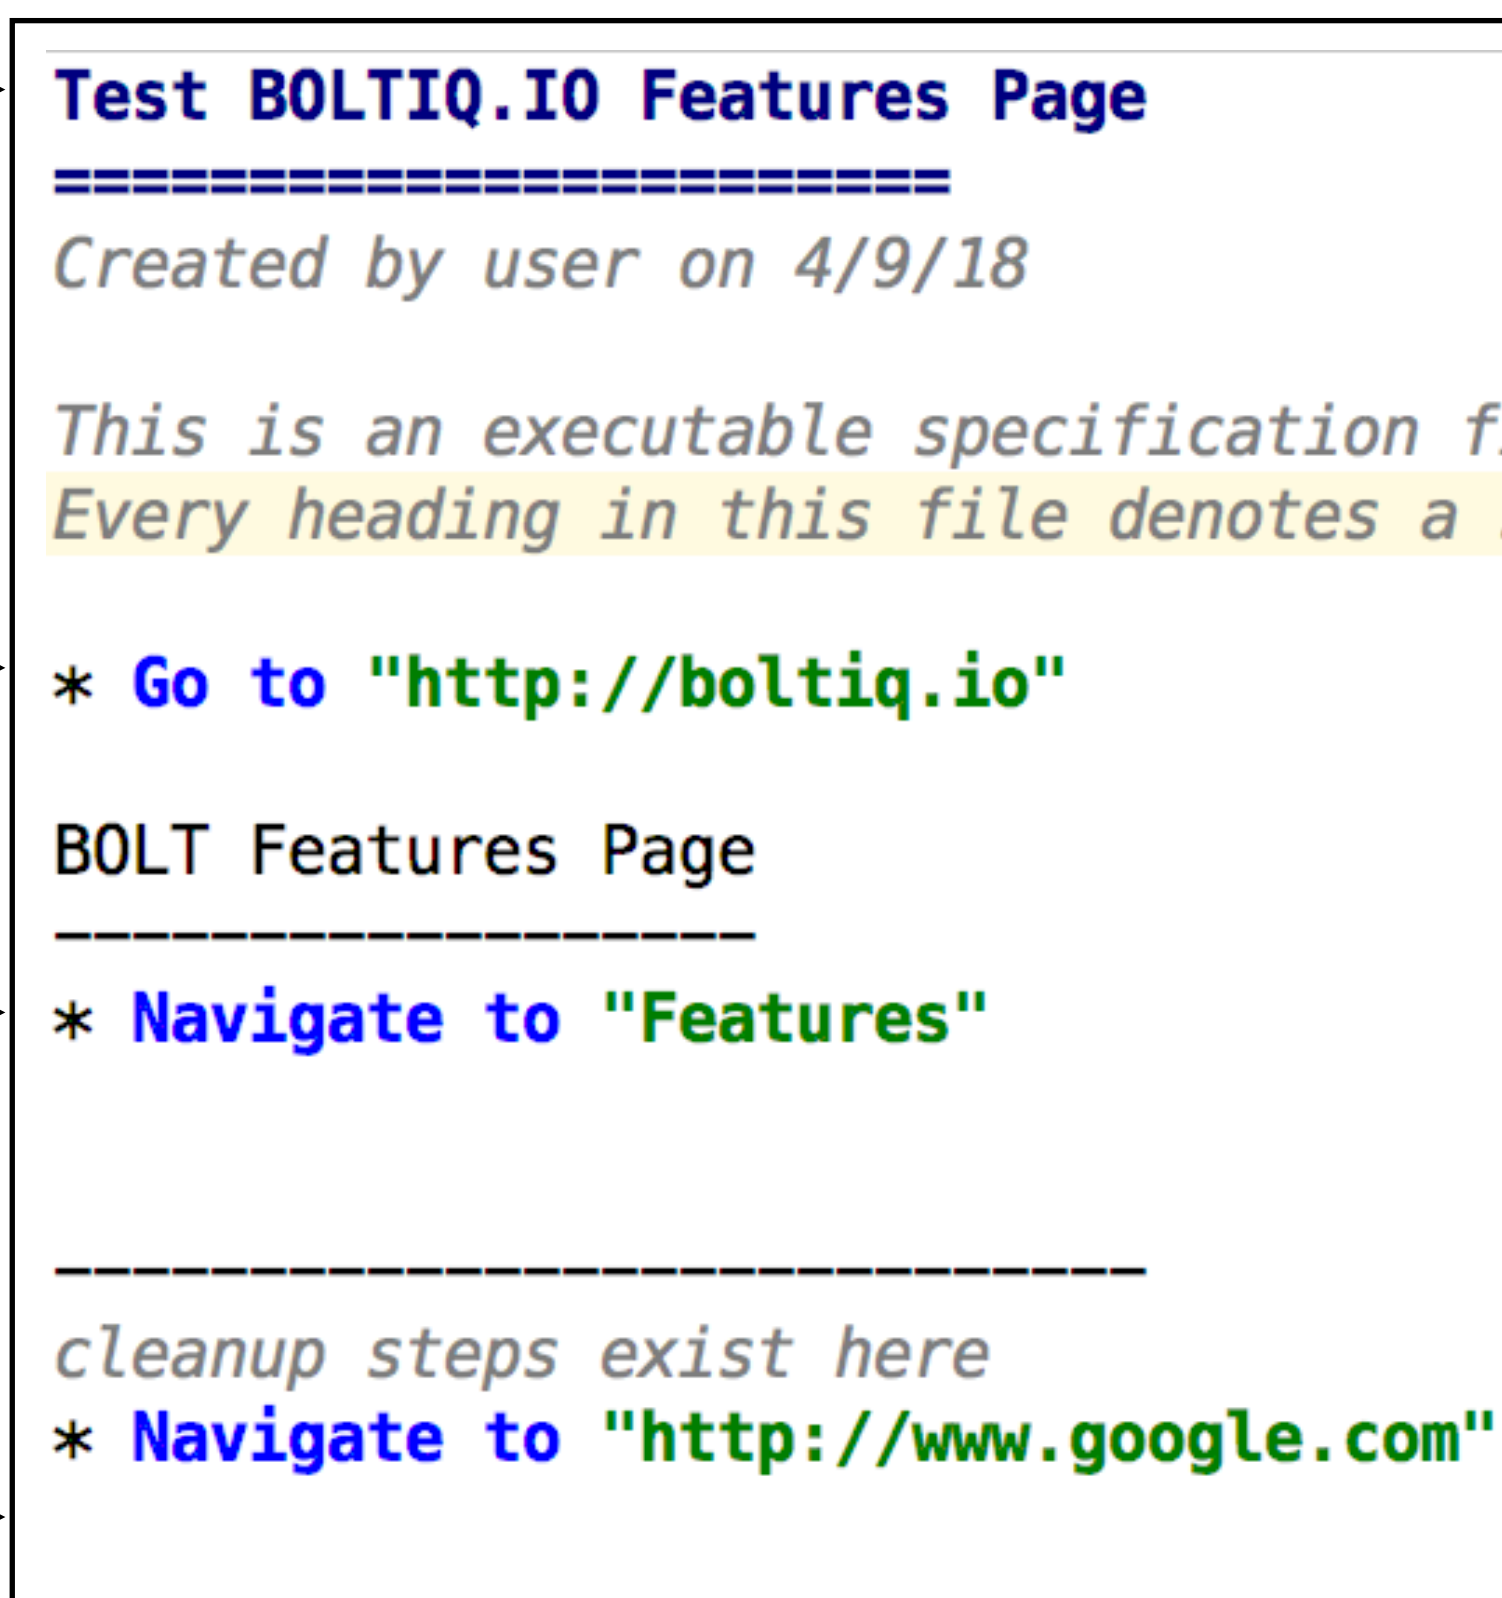 Test BOLTIQ.IO Features Page
=======================
Created by user on 4/9/18
This is an executable specification
Every heading in this file denotes a
* Go to "http://boltiq.io"
BOLT Features Page
------------------
* Navigate to "Features"
----------------------------
cleanup steps exist here
* Navigate to "http://www.google.com"